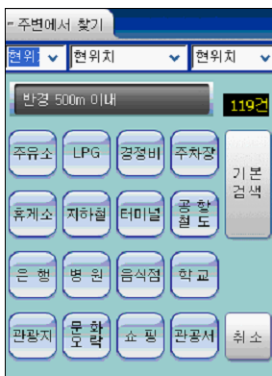 주변에서 찾기
현위치 현위치
반경 500m 이내 119건
주유소 LPG 경정비 주차장
기본
검색
휴게소 지하철 터미널 공항
철도
은행 병원 음식점 학교
관광지 문화
오락 쇼핑 관공서 취소